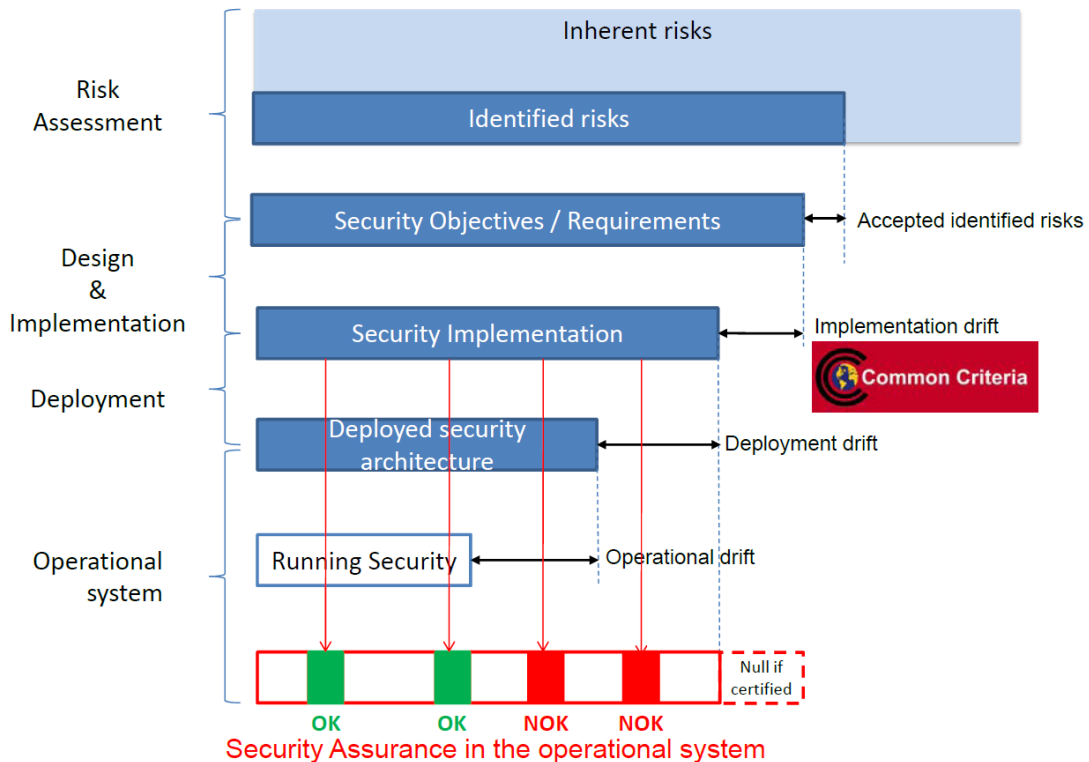 Inherent risks
Risk
Assessment
Identified risks
Security Objectives / Requirements
Accepted identified risks
Design
&
Implementation
Security Implementation
Implementation drift
Common Criteria
Deployment
Deployed security
architecture
Deployment drift
Operational
system
Running Security
Operational drift
Null if
certified
OK
OK
NOK
NOK
Security Assurance in the operational system